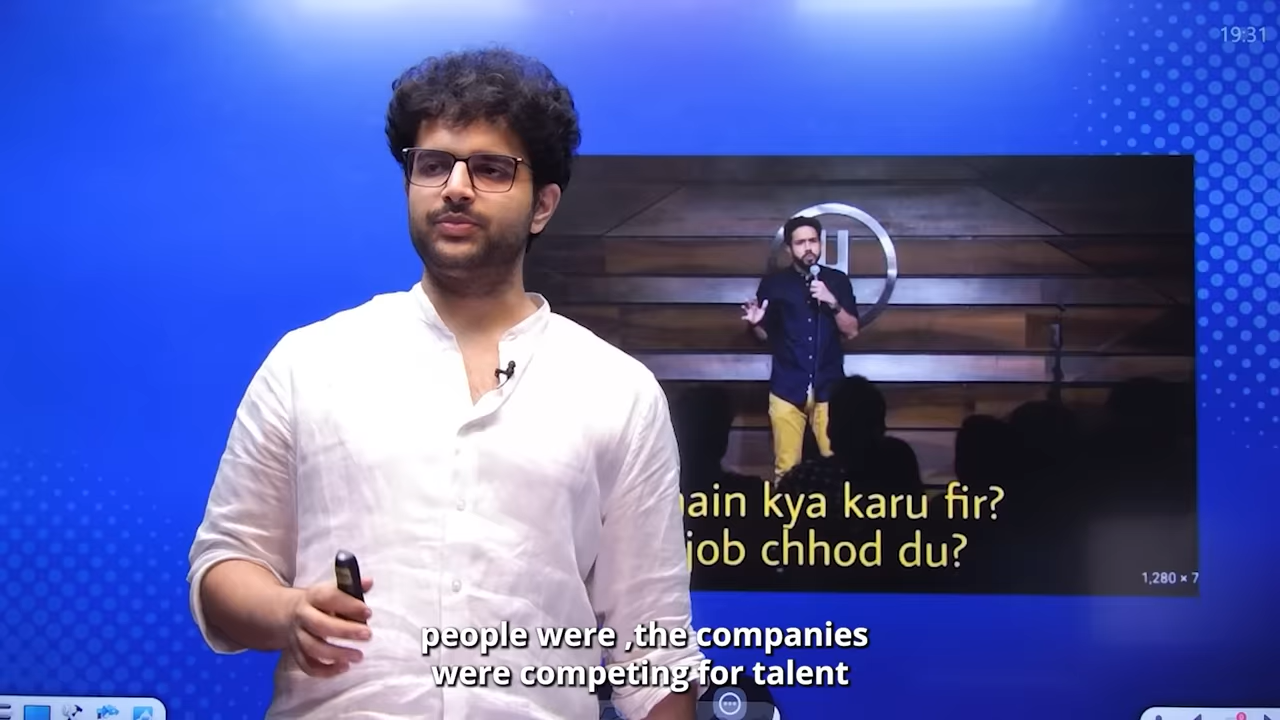 19:31
main kya karu fir?
job chhod du?
1,280 × 7
people were ,the companies
were competing for talent